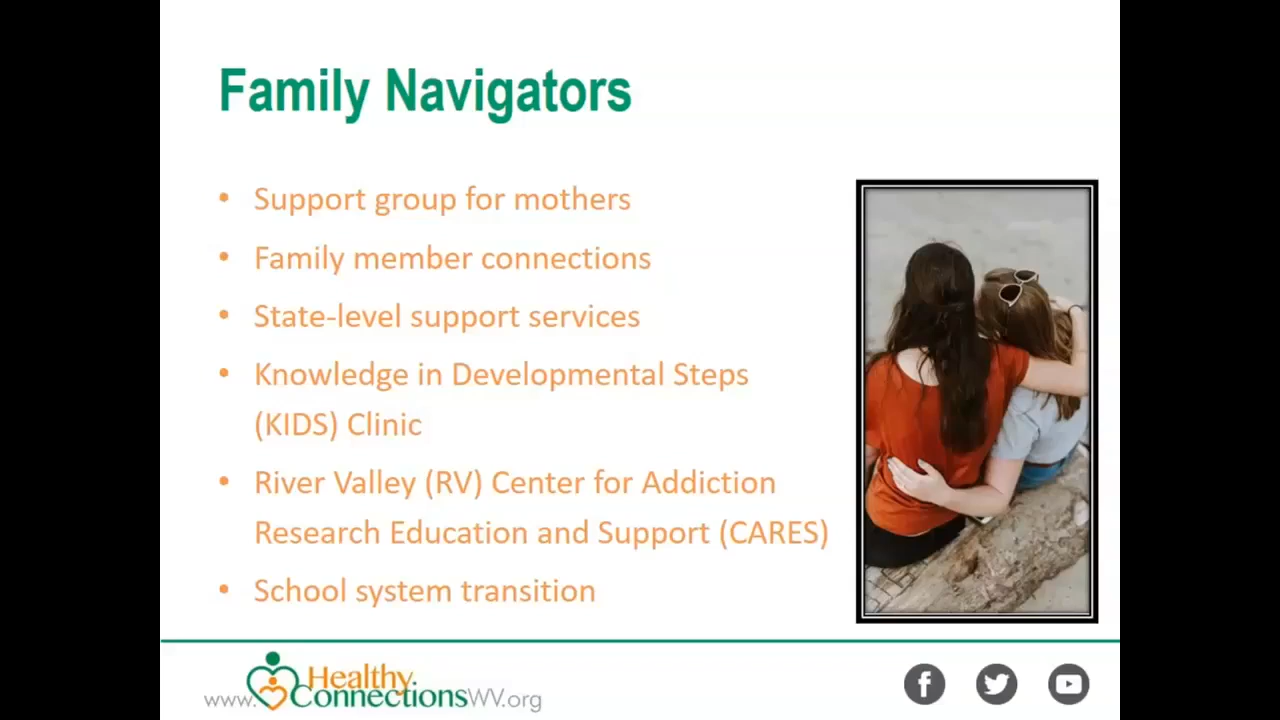 Family Navigators
• Support group for mothers
• Family member connections
• State-level support services
• Knowledge in Developmental Steps
(KIDS) Clinic
• River Valley (RV) Center for Addiction
Research Education and Support (CARES)
• School system transition
www.HealthyConnectionsWV.org